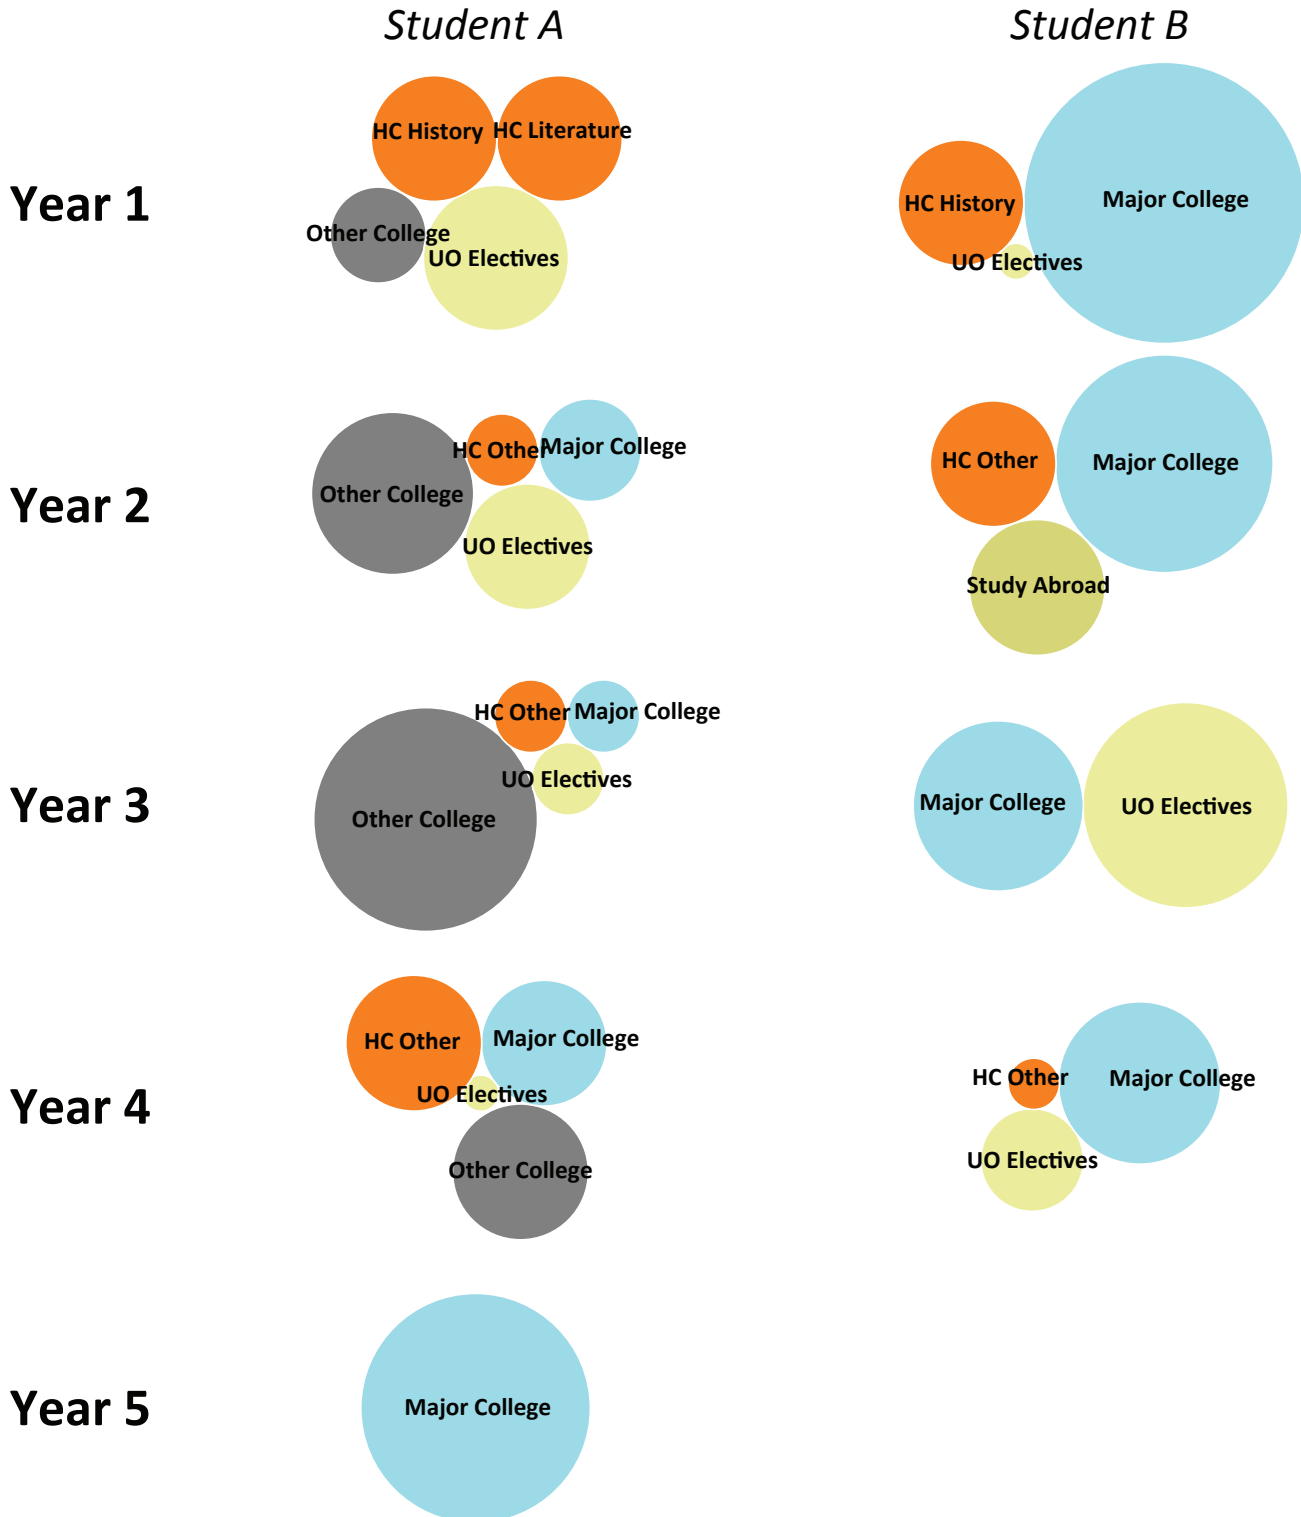 Student A
Student B
Year 1
HC History
HC Literature
Other College
UO Electives
HC History
Major College
UO Electives
Year 2
HC Other
Major College
Other College
UO Electives
HC Other
Major College
Study Abroad
Year 3
HC Other
Major College
UO Electives
Other College
Major College
UO Electives
Year 4
HC Other
Major College
UO Electives
Other College
HC Other
Major College
UO Electives
Year 5
Major College